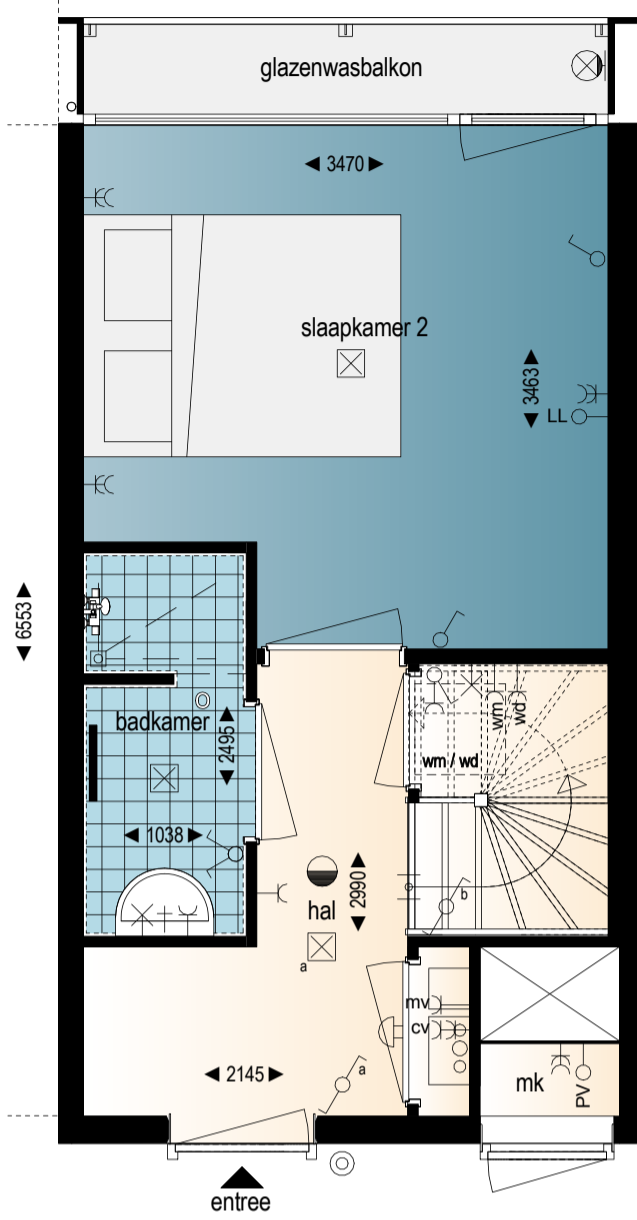 glazenwasbalkon
3470
slaapkamer 2
3463
LL
6553
badkamer
2495
wm
wd
wm / wd
1038
b
2990
hal
a
mv
cv
2145
a
mk
PV
entree